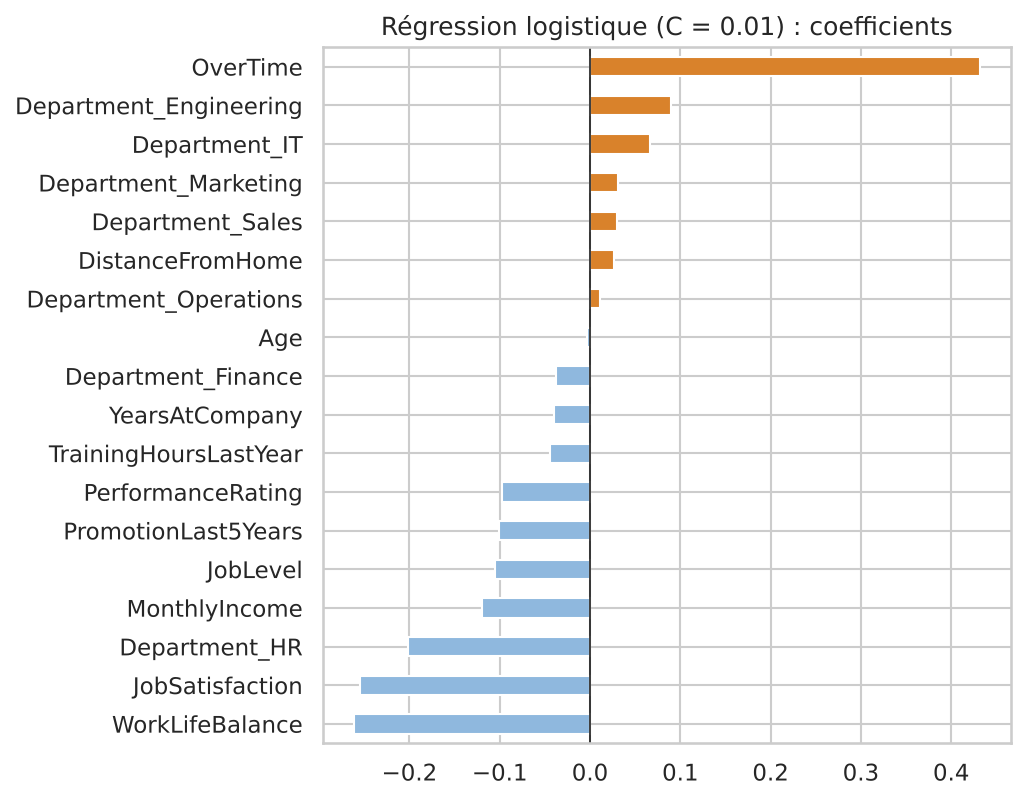 Régression logistique (C = 0.01) : coefficients
OverTime
Department_Engineering
Department_IT
Department_Marketing
Department_Sales
DistanceFromHome
Department_Operations
Age
Department_Finance
YearsAtCompany
TrainingHoursLastYear
PerformanceRating
PromotionLast5Years
JobLevel
MonthlyIncome
Department_HR
JobSatisfaction
WorkLifeBalance
−0.2 −0.1 0.0 0.1 0.2 0.3 0.4